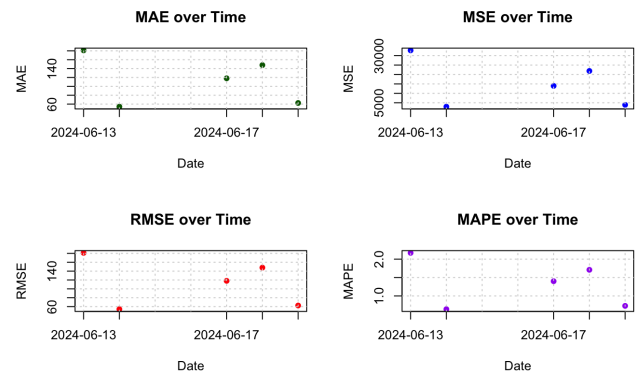 MAE over Time
MAE
60
140
2024-06-13
2024-06-17
Date
MSE over Time
MSE
5000
30000
2024-06-13
2024-06-17
Date
RMSE over Time
RMSE
60
140
2024-06-13
2024-06-17
Date
MAPE over Time
MAPE
1.0
2.0
2024-06-13
2024-06-17
Date